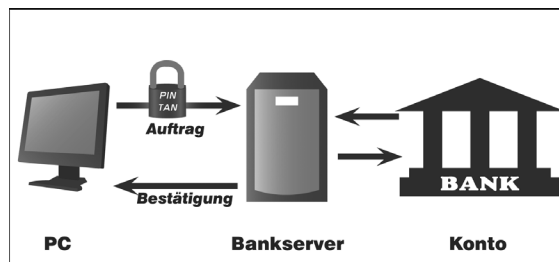 PIN
TAN
Auftrag
Bestätigung
BANK
PC
Bankserver
Konto